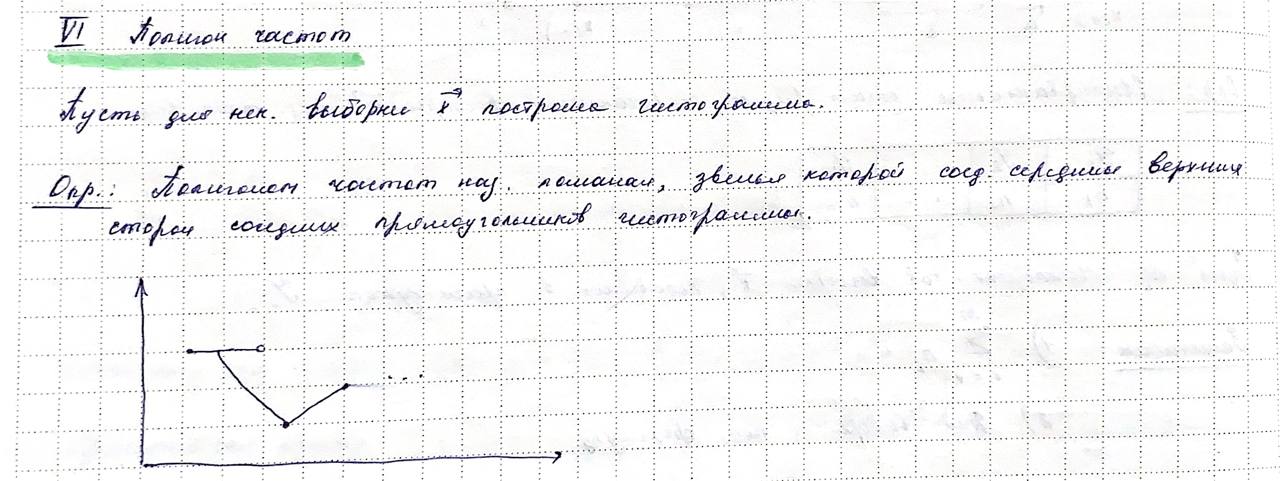 VI Полигон частот
Пусть для нек. выборки x⃗ построена гистограмма.
Опр.: Полигоном частот наз. ломаная, звенья которой соед. середины верхних
сторон соседних прямоугольников гистограммы.
...